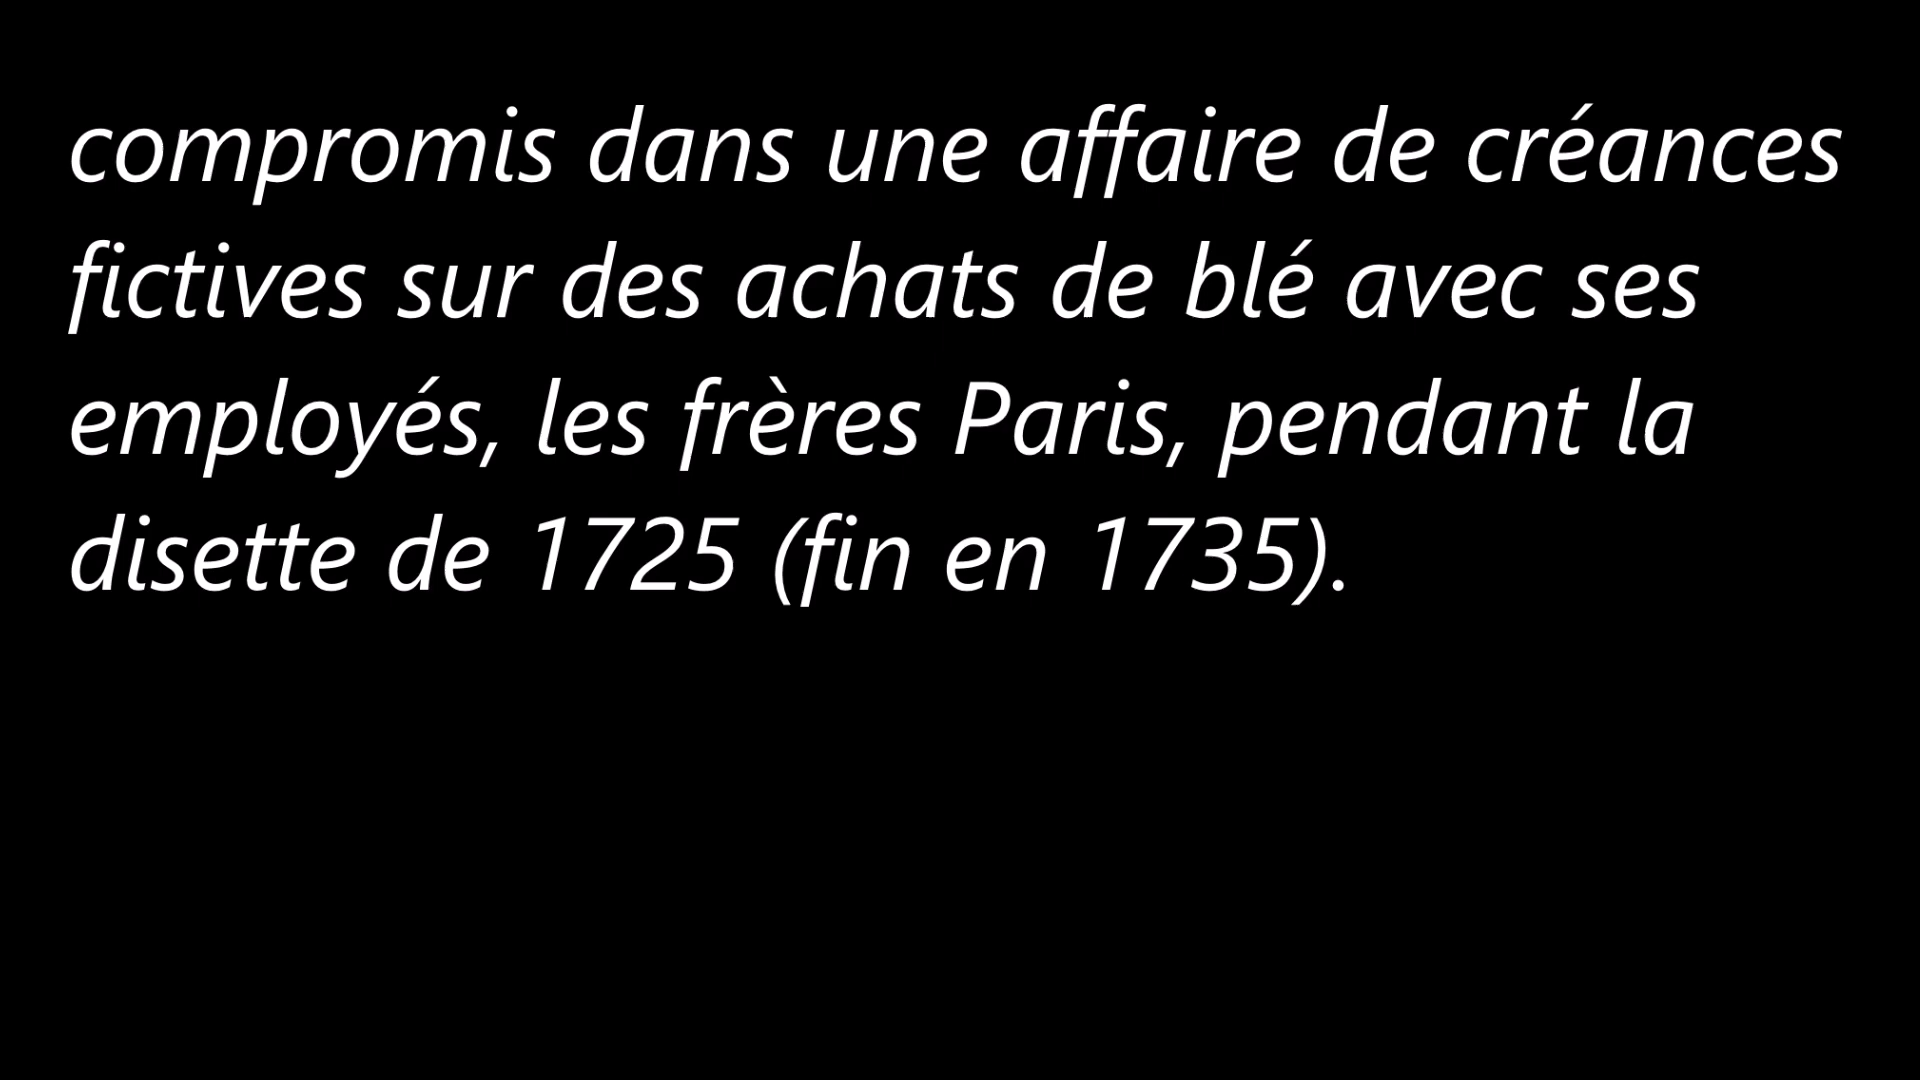 compromis dans une affaire de créances
fictives sur des achats de blé avec ses
employés, les frères Paris, pendant la
disette de 1725 (fin en 1735).